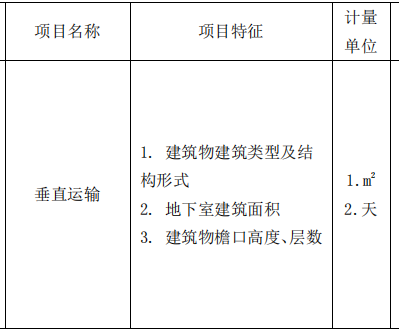 项目名称
项目特征
计量
单位
垂直运输
1. 建筑物建筑类型及结
构形式
2. 地下室建筑面积
3. 建筑物檐口高度、层数
1.m²
2.天